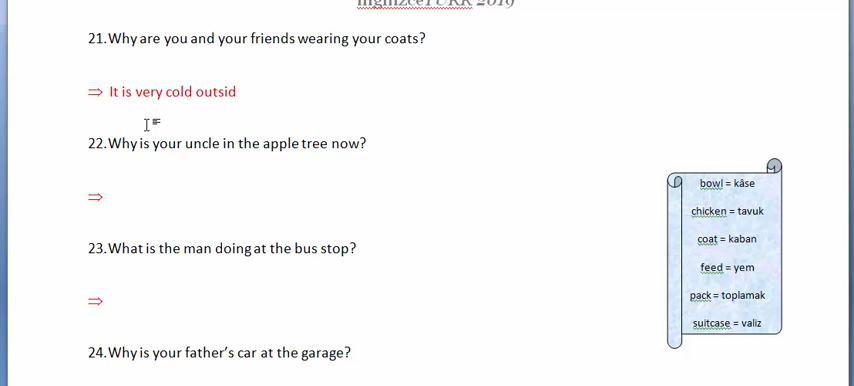 ingilizceTÜRK 2019
21.Why are you and your friends wearing your coats?
⇒ It is very cold outsid
22.Why is your uncle in the apple tree now?
⇒
23.What is the man doing at the bus stop?
⇒
24.Why is your father's car at the garage?
bowl = kâse
chicken = tavuk
coat = kaban
feed = yem
pack = toplamak
suitcase = valiz